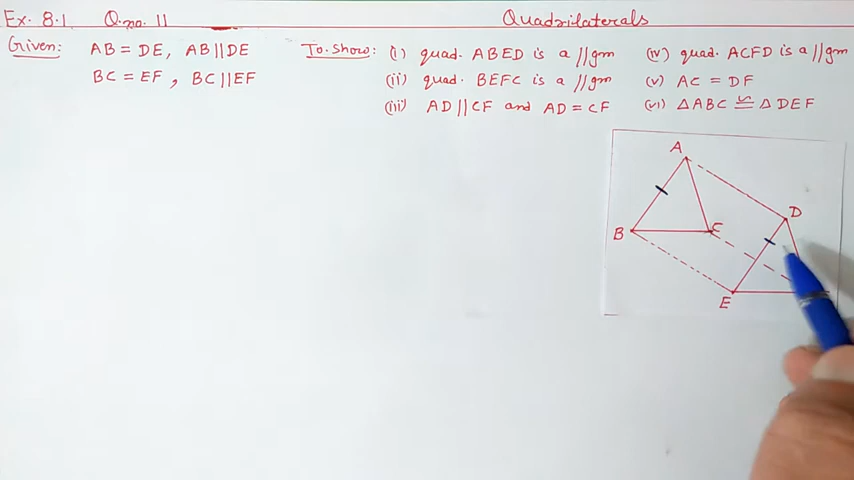 Ex. 8.1 Q.no. 11 Quadrilaterals
Given: AB = DE, AB || DE
BC = EF, BC || EF
To show: (i) quad. ABED is a //gm
(ii) quad. BEFC is a //gm
(iii) AD || CF and AD = CF
(iv) quad. ACFD is a //gm
(v) AC = DF
(vi) △ABC ≅ △DEF
A
D
B
C
E